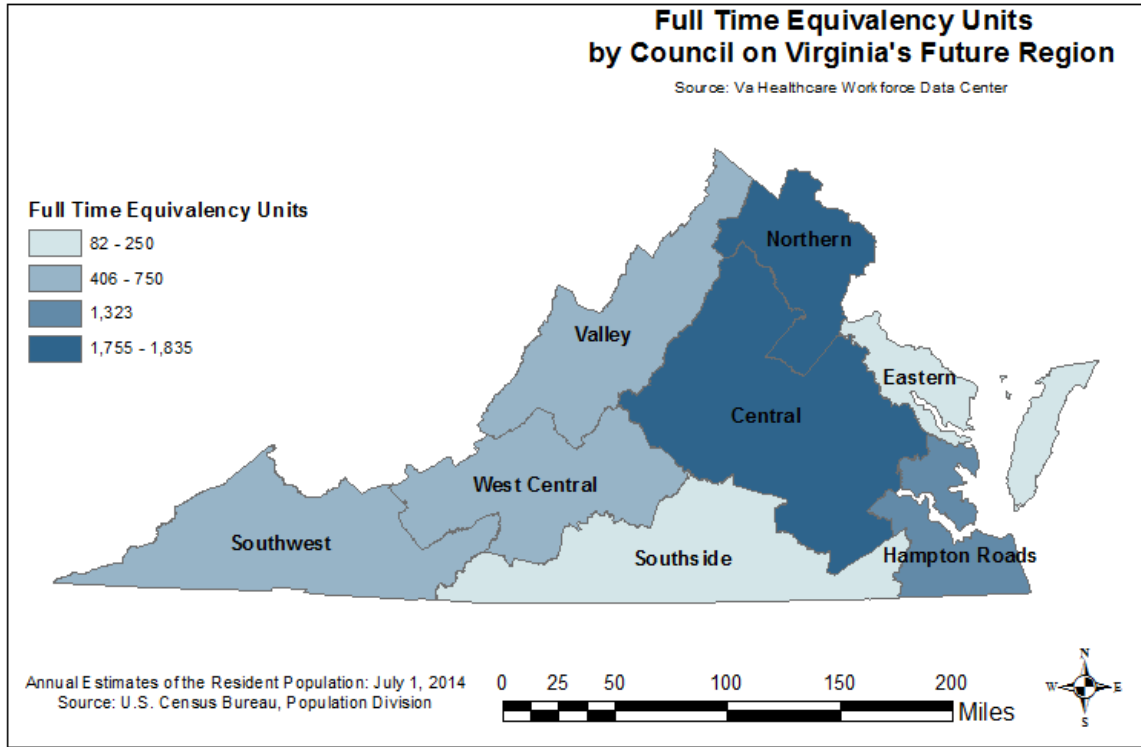 Full Time Equivalency Units
by Council on Virginia's Future Region
Source: Va Healthcare Workforce Data Center
Full Time Equivalency Units
82 - 250
406 - 750
1,323
1,755 - 1,835
Northern
Valley
Eastern
Central
West Central
Southwest
Southside
Hampton Roads
Annual Estimates of the Resident Population: July 1, 2014
Source: U.S. Census Bureau, Population Division
0 25 50 100 150 200
Miles
N
W E
S